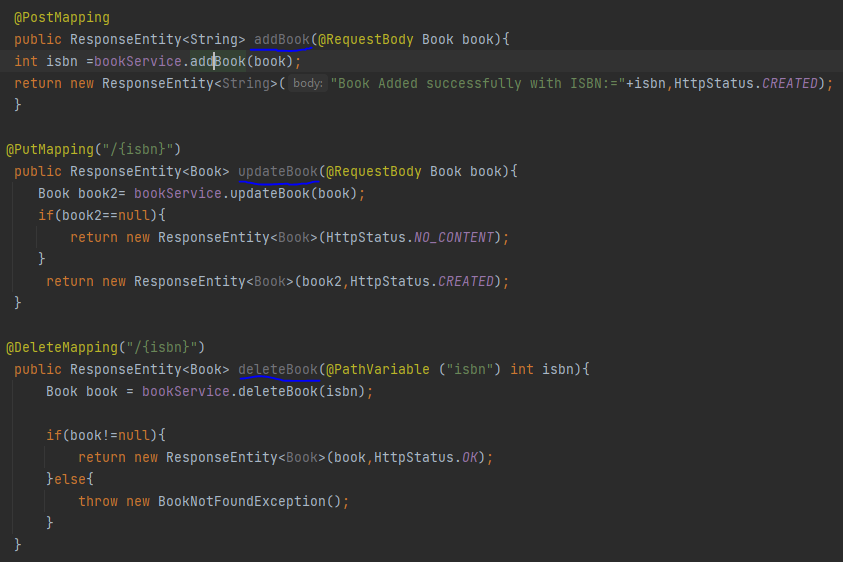 @PostMapping
public ResponseEntity<String> addBook(@RequestBody Book book){
int isbn =bookService.addBook(book);
return new ResponseEntity<String>( body: "Book Added successfully with ISBN:="+isbn,HttpStatus.CREATED);
}
@PutMapping("/{isbn}")
public ResponseEntity<Book> updateBook(@RequestBody Book book){
Book book2= bookService.updateBook(book);
if(book2==null){
return new ResponseEntity<Book>(HttpStatus.NO_CONTENT);
}
return new ResponseEntity<Book>(book2,HttpStatus.CREATED);
}
@DeleteMapping("/{isbn}")
public ResponseEntity<Book> deleteBook(@PathVariable ("isbn") int isbn){
Book book = bookService.deleteBook(isbn);
if(book!=null){
return new ResponseEntity<Book>(book,HttpStatus.OK);
}else{
throw new BookNotFoundException();
}
}